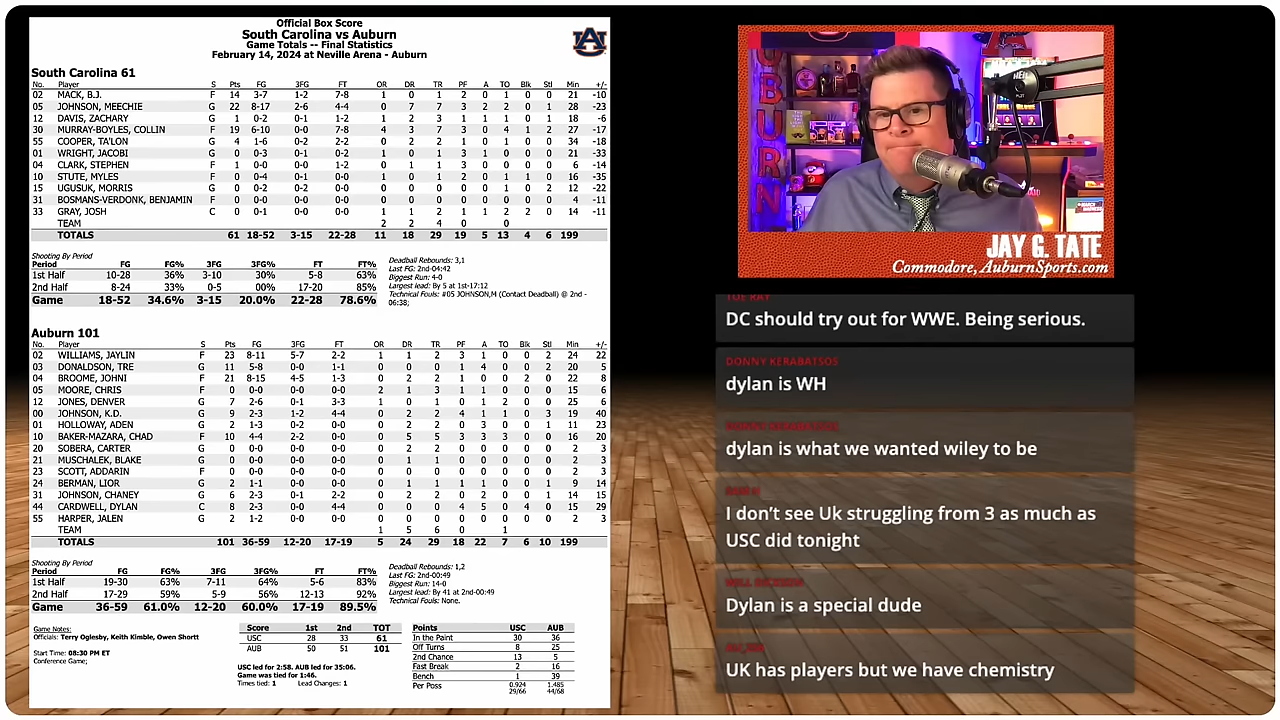 Official Box Score
South Carolina vs Auburn
Game Totals -- Final Statistics
February 14, 2024 at Neville Arena - Auburn
South Carolina 61
No. Player S Pts FG 3FG FT OR DR TR PF A TO Blk Stl Min +/-
02 MACK, B.J. F 14 3-7 1-2 7-8 1 0 1 2 0 1 0 0 21 -10
05 JOHNSON, MEECHIE G 22 8-17 2-6 4-4 0 7 7 3 2 2 0 1 28 -23
12 DAVIS, ZACHARY G 1 0-2 0-1 1-2 1 2 3 1 1 1 0 0 18 -6
30 MURRAY-BOYLES, COLLIN F 19 6-10 0-0 7-8 4 3 7 3 0 4 1 2 27 -17
55 COOPER, TA'LON G 4 1-6 0-2 2-2 0 2 2 1 0 1 0 0 34 -18
01 WRIGHT, JACOBI G 0 0-3 0-1 0-0 1 0 1 3 1 0 0 0 21 -33
04 CLARK, STEPHEN F 1 0-0 0-0 1-2 0 1 1 3 0 0 0 0 6 -14
10 STUTE, MYLES F 0 0-4 0-1 0-0 1 0 1 2 0 1 1 1 16 -35
15 UGUSUK, MORRIS G 0 0-2 0-2 0-0 0 0 0 0 0 1 0 2 12 -22
31 BOSMANS-VERDONK, BENJAMIN F 0 0-0 0-0 0-0 0 0 0 0 0 0 0 0 4 -11
33 GRAY, JOSH C 0 0-1 0-0 0-0 0 1 2 1 1 2 2 0 14 -11
TEAM 2 2 4 0 0
TOTALS 61 18-52 3-15 22-28 11 18 29 19 5 13 4 6 199
Shooting By Period
Period FG FG% 3FG 3FG% FT FT%
1st Half 10-28 36% 3-10 30% 5-8 63%
2nd Half 8-24 33% 0-5 00% 17-20 85%
Game 18-52 34.6% 3-15 20.0% 22-28 78.6%
Deadball Rebounds: 3,1
Last FG: 2nd-04:42
Biggest Run: 4-0
Largest lead: By 5 at 1st-17:12
Technical Fouls: #05 JOHNSON,M (Contact Deadball) @ 2nd -
06:38;
Auburn 101
No. Player S Pts FG 3FG FT OR DR TR PF A TO Blk Stl Min +/-
02 WILLIAMS, JAYLIN F 23 8-11 5-7 2-2 1 1 2 3 1 0 0 2 24 22
03 DONALDSON, TRE G 11 5-8 0-0 1-1 0 0 0 1 4 0 0 2 20 5
04 BROOME, JOHNI F 21 8-15 4-5 1-3 0 2 2 1 0 0 2 0 22 8
05 MOORE, CHRIS F 0 0-0 0-0 0-0 2 1 3 1 1 0 0 0 15 6
12 JONES, DENVER G 7 2-6 0-1 3-3 1 0 1 0 1 2 0 0 25 6
00 JOHNSON, K.D. G 9 2-3 1-2 4-4 0 2 2 4 1 1 0 3 19 40
01 HOLLOWAY, ADEN G 2 1-3 0-2 0-0 0 2 2 0 3 0 0 1 11 23
10 BAKER-MAZARA, CHAD F 10 4-4 2-2 0-0 0 5 5 3 3 3 0 0 16 20
20 SOBERA, CARTER G 0 0-0 0-0 0-0 0 2 2 0 0 0 0 0 2 3
21 MUSCHALEK, BLAKE G 0 0-0 0-0 0-0 0 1 1 0 0 0 0 0 2 3
23 SCOTT, ADDARIN F 0 0-0 0-0 0-0 0 0 0 0 0 0 0 0 2 3
24 BERMAN, LIOR G 2 1-1 0-0 0-0 0 1 1 1 1 0 0 1 9 14
31 JOHNSON, CHANEY G 6 2-3 0-1 2-2 0 2 2 0 2 0 0 1 14 15
44 CARDWELL, DYLAN C 8 2-3 0-0 4-4 0 0 0 4 5 0 4 0 15 29
55 HARPER, JALEN G 2 1-2 0-0 0-0 0 0 0 0 0 0 0 0 2 3
TEAM 1 5 6 0 1
TOTALS 101 36-59 12-20 17-19 5 24 29 18 22 7 6 10 199
Shooting By Period
Period FG FG% 3FG 3FG% FT FT%
1st Half 19-30 63% 7-11 64% 5-6 83%
2nd Half 17-29 59% 5-9 56% 12-13 92%
Game 36-59 61.0% 12-20 60.0% 17-19 89.5%
Deadball Rebounds: 1,2
Last FG: 2nd-00:49
Biggest Run: 14-0
Largest lead: By 41 at 2nd-00:49
Technical Fouls: None.
Game Notes:
Officials: Terry Oglesby, Keith Kimble, Owen Shortt
Start Time: 08:30 PM ET
Conference Game;
Score 1st 2nd TOT
USC 28 33 61
AUB 50 51 101
USC led for 2:58. AUB led for 35:06.
Game was tied for 1:46.
Times tied: 1 Lead Changes: 1
Points USC AUB
In the Paint 30 36
Off Turns 8 25
2nd Chance 13 5
Fast Break 2 16
Bench 1 39
Per Poss 0.924 1.485
29/66 44/68
JAY G. TATE
Commodore, AuburnSports.com
DC should try out for WWE. Being serious.
DONNY KERABATSOS
dylan is WH
DONNY KERABATSOS
dylan is what we wanted wiley to be
I don't see Uk struggling from 3 as much as
USC did tonight
Dylan is a special dude
UK has players but we have chemistry